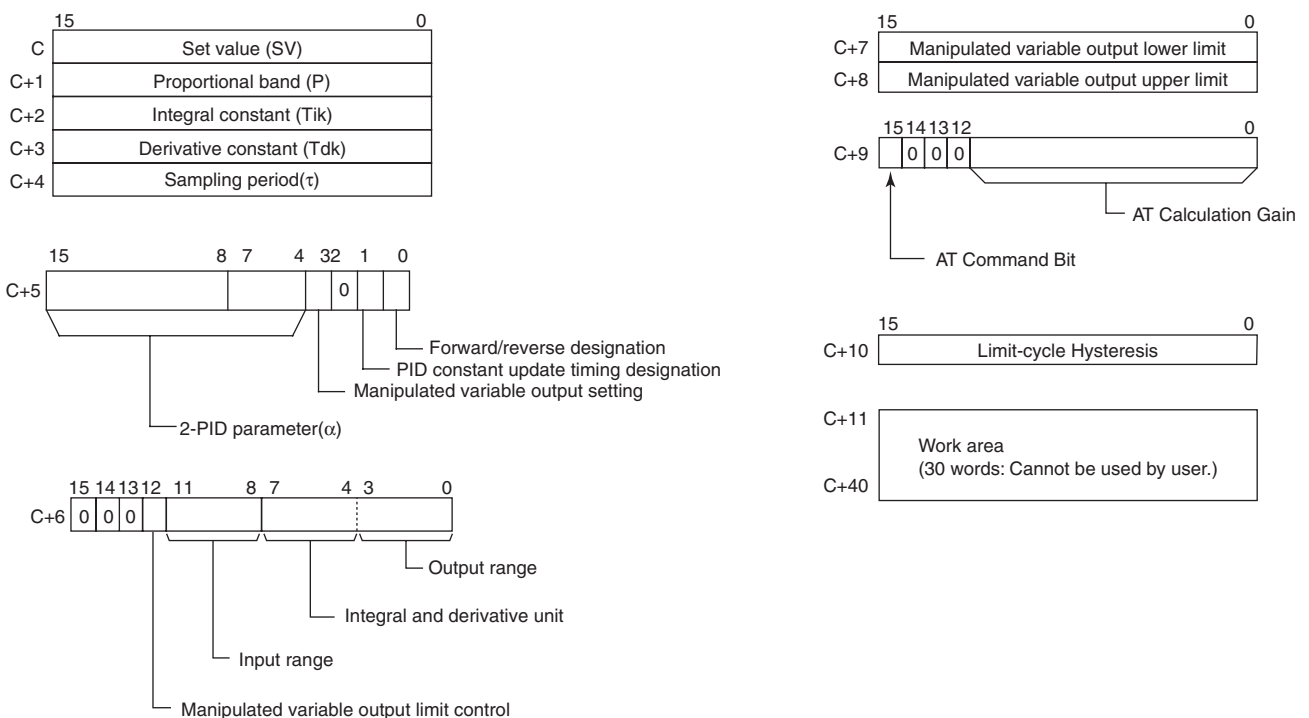 15 0
C Set value (SV)
C+1 Proportional band (P)
C+2 Integral constant (Tik)
C+3 Derivative constant (Tdk)
C+4 Sampling period(τ)
15 8 7 4 32 1 0
C+5 0
Forward/reverse designation
PID constant update timing designation
Manipulated variable output setting
2-PID parameter(α)
15 14 13 12 11 8 7 4 3 0
C+6 0 0 0
Output range
Integral and derivative unit
Input range
Manipulated variable output limit control
15 0
C+7 Manipulated variable output lower limit
C+8 Manipulated variable output upper limit
15 14 13 12 0
C+9 0 0 0
AT Calculation Gain
AT Command Bit
15 0
C+10 Limit-cycle Hysteresis
C+11
Work area
(30 words: Cannot be used by user.)
C+40